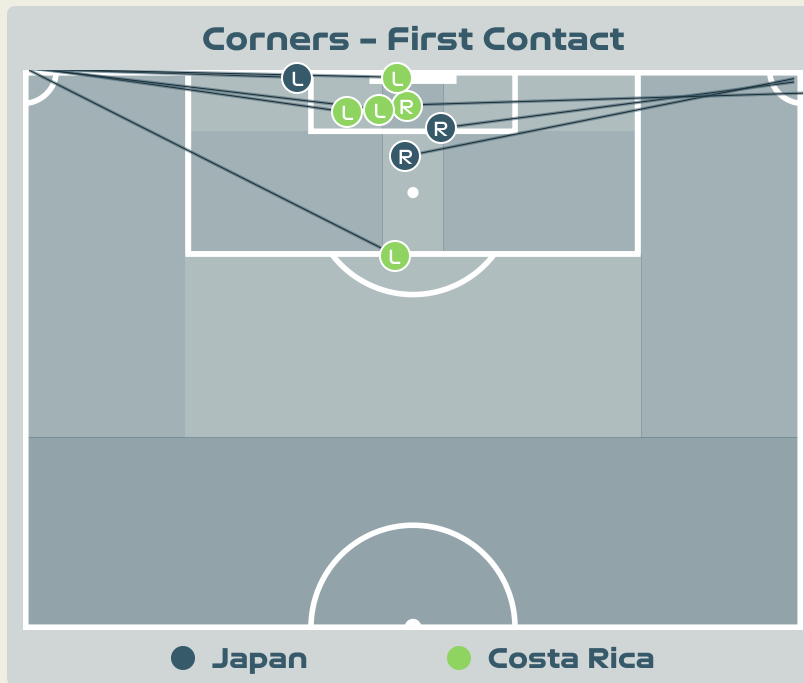 Corners – First Contact
L L
L L R
R
R
L
Japan Costa Rica